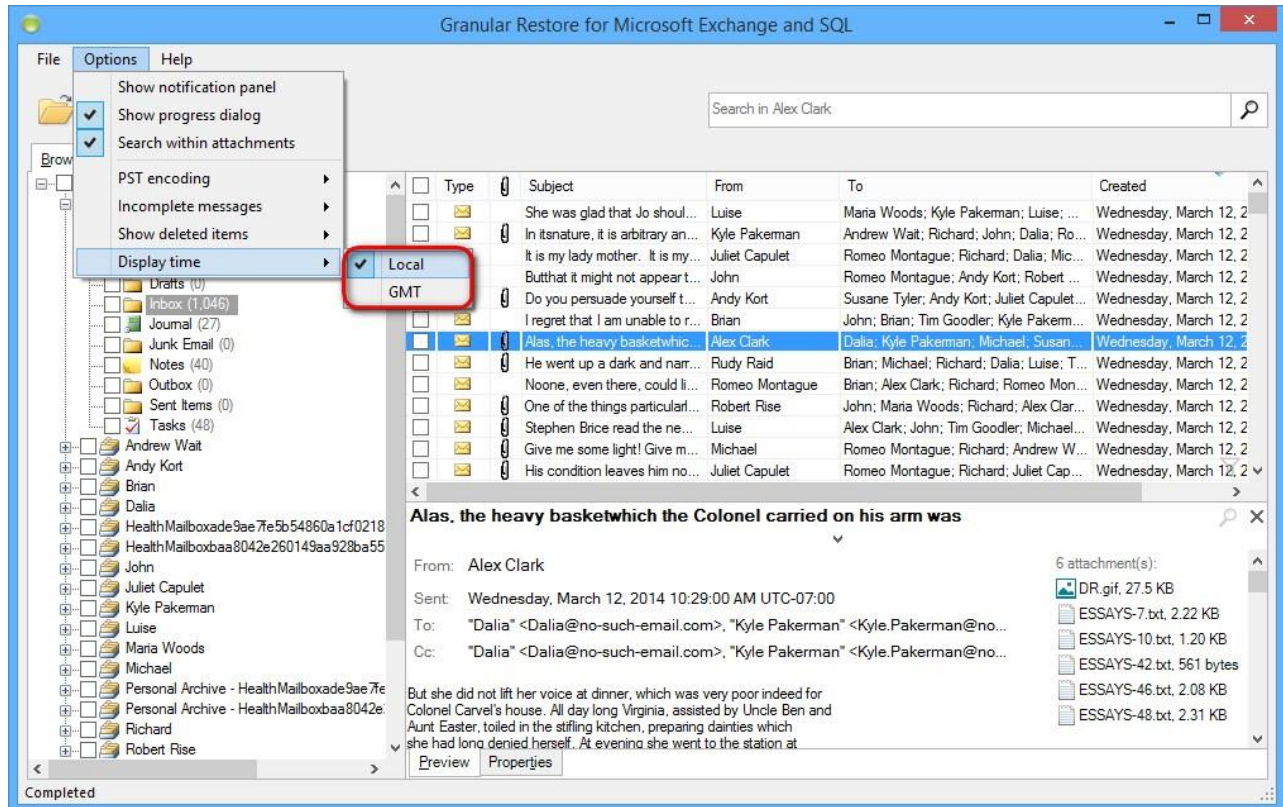 Granular Restore for Microsoft Exchange and SQL
File Options Help
Show notification panel
Show progress dialog
Search within attachments
PST encoding
Incomplete messages
Show deleted items
Display time
Local
GMT
Search in Alex Clark
Brow
Drafts (0)
Inbox (1,046)
Journal (27)
Junk Email (0)
Notes (40)
Outbox (0)
Sent Items (0)
Tasks (48)
Andrew Wait
Andy Kort
Brian
Dalia
HealthMailboxade9ae7fe5b54860a1cf0218
HealthMailboxbaa8042e260149aa928ba55
John
Juliet Capulet
Kyle Pakerman
Luise
Maria Woods
Michael
Personal Archive - HealthMailboxade9ae7fe
Personal Archive - HealthMailboxbaa8042e
Richard
Robert Rise
Type Subject From To Created
She was glad that Jo shoul... Luise Maria Woods; Kyle Pakerman; Luise; ... Wednesday, March 12, 2
In itsnature, it is arbitrary an... Kyle Pakerman Andrew Wait; Richard; John; Dalia; Ro... Wednesday, March 12, 2
It is my lady mother. It is my... Juliet Capulet Romeo Montague; Richard; Dalia; Mic... Wednesday, March 12, 2
Butthat it might not appear t... John Romeo Montague; Andy Kort; Robert ... Wednesday, March 12, 2
Do you persuade yourself t... Andy Kort Susane Tyler; Andy Kort; Juliet Capulet... Wednesday, March 12, 2
I regret that I am unable to r... Brian John; Brian; Tim Goodler; Kyle Pakerm... Wednesday, March 12, 2
Alas, the heavy basketwhic... Alex Clark Dalia; Kyle Pakerman; Michael; Susan... Wednesday, March 12, 2
He went up a dark and narr... Rudy Raid Brian; Michael; Richard; Dalia; Luise; T... Wednesday, March 12, 2
Noone, even there, could li... Romeo Montague Brian; Alex Clark; Richard; Romeo Mon... Wednesday, March 12, 2
One of the things particularl... Robert Rise John; Maria Woods; Richard; Alex Clar... Wednesday, March 12, 2
Stephen Brice read the ne... Luise Alex Clark; John; Tim Goodler; Michael... Wednesday, March 12, 2
Give me some light! Give m... Michael Romeo Montague; Richard; Andrew W... Wednesday, March 12, 2
His condition leaves him no... Juliet Capulet Romeo Montague; Richard; Juliet Cap... Wednesday, March 12, 2
Alas, the heavy basketwhich the Colonel carried on his arm was
From: Alex Clark
Sent: Wednesday, March 12, 2014 10:29:00 AM UTC-07:00
To: "Dalia" <Dalia@no-such-email.com>, "Kyle Pakerman" <Kyle.Pakerman@no...
Cc: "Dalia" <Dalia@no-such-email.com>, "Kyle Pakerman" <Kyle.Pakerman@no...
6 attachment(s):
DR.gif, 27.5 KB
ESSAYS-7.txt, 2.22 KB
ESSAYS-10.txt, 1.20 KB
ESSAYS-42.txt, 561 bytes
ESSAYS-46.txt, 2.08 KB
ESSAYS-48.txt, 2.31 KB
But she did not lift her voice at dinner, which was very poor indeed for
Colonel Carvel's house. All day long Virginia, assisted by Uncle Ben and
Aunt Easter, toiled in the stifling kitchen, preparing dainties which
she had long denied herself. At evening she went to the station at
Preview Properties
Completed